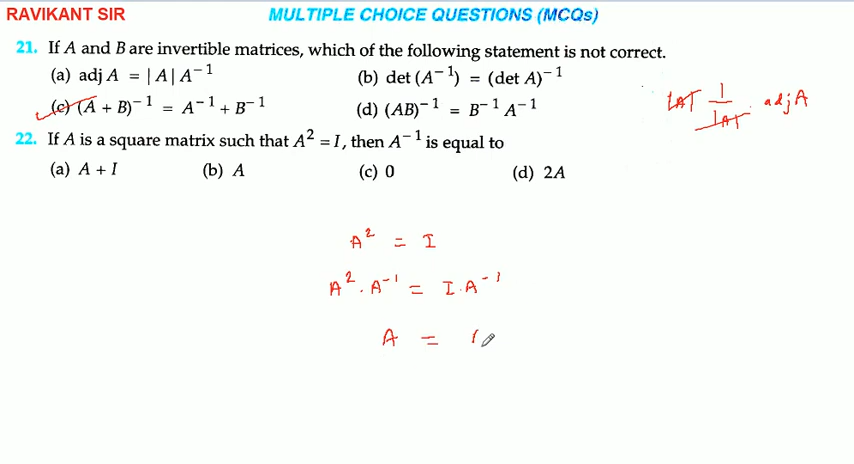 RAVIKANT SIR
MULTIPLE CHOICE QUESTIONS (MCQs)
21. If A and B are invertible matrices, which of the following statement is not correct.
(a) adj A = |A| A⁻¹
(b) det (A⁻¹) = (det A)⁻¹
(c) (A + B)⁻¹ = A⁻¹ + B⁻¹
(d) (AB)⁻¹ = B⁻¹ A⁻¹
|A| 1/|A| . adj A
22. If A is a square matrix such that A² = I, then A⁻¹ is equal to
(a) A + I
(b) A
(c) 0
(d) 2A
A² = I
A² . A⁻¹ = I . A⁻¹
A =